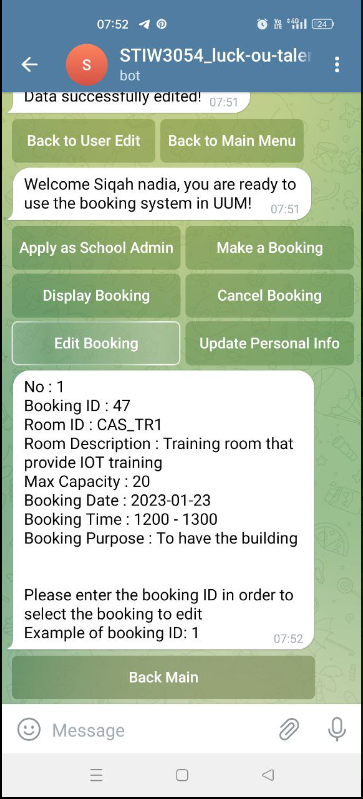 07:52
24
STIW3054_luck-ou-taler
bot
Data successfully edited!
07:51
Back to User Edit
Back to Main Menu
Welcome Siqah nadia, you are ready to
use the booking system in UUM!
07:51
Apply as School Admin
Make a Booking
Display Booking
Cancel Booking
Edit Booking
Update Personal Info
No : 1
Booking ID : 47
Room ID : CAS_TR1
Room Description : Training room that
provide IOT training
Max Capacity : 20
Booking Date : 2023-01-23
Booking Time : 1200 - 1300
Booking Purpose : To have the building
Please enter the booking ID in order to
select the booking to edit
Example of booking ID: 1
07:52
Back Main
Message